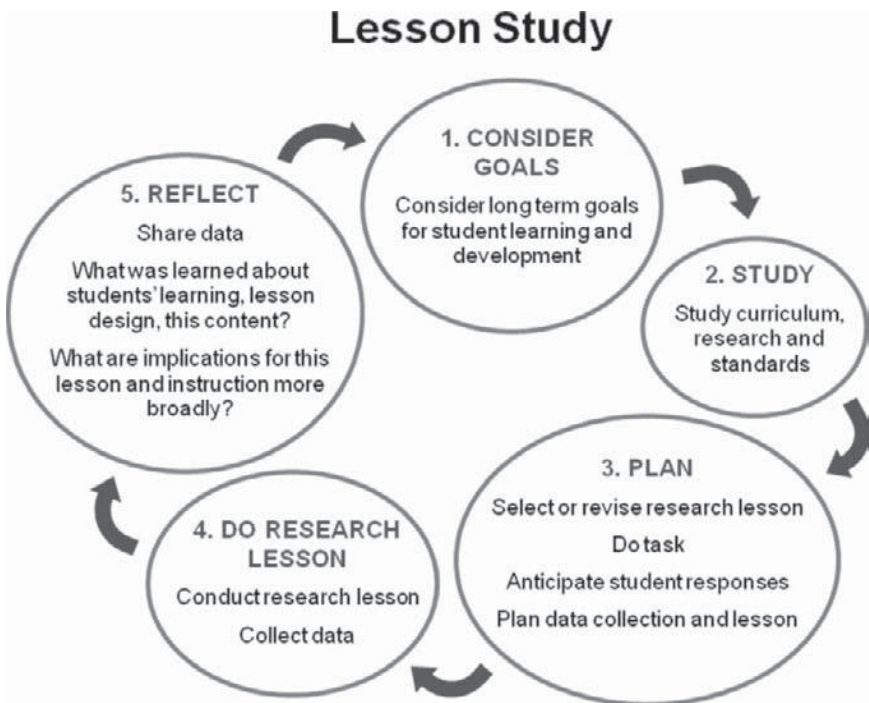 Lesson Study
1. CONSIDER
GOALS
Consider long term goals
for student learning and
development
2. STUDY
Study curriculum,
research and
standards
3. PLAN
Select or revise research lesson
Do task
Anticipate student responses
Plan data collection and lesson
4. DO RESEARCH
LESSON
Conduct research lesson
Collect data
5. REFLECT
Share data
What was learned about
students' learning, lesson
design, this content?
What are implications for this
lesson and instruction more
broadly?